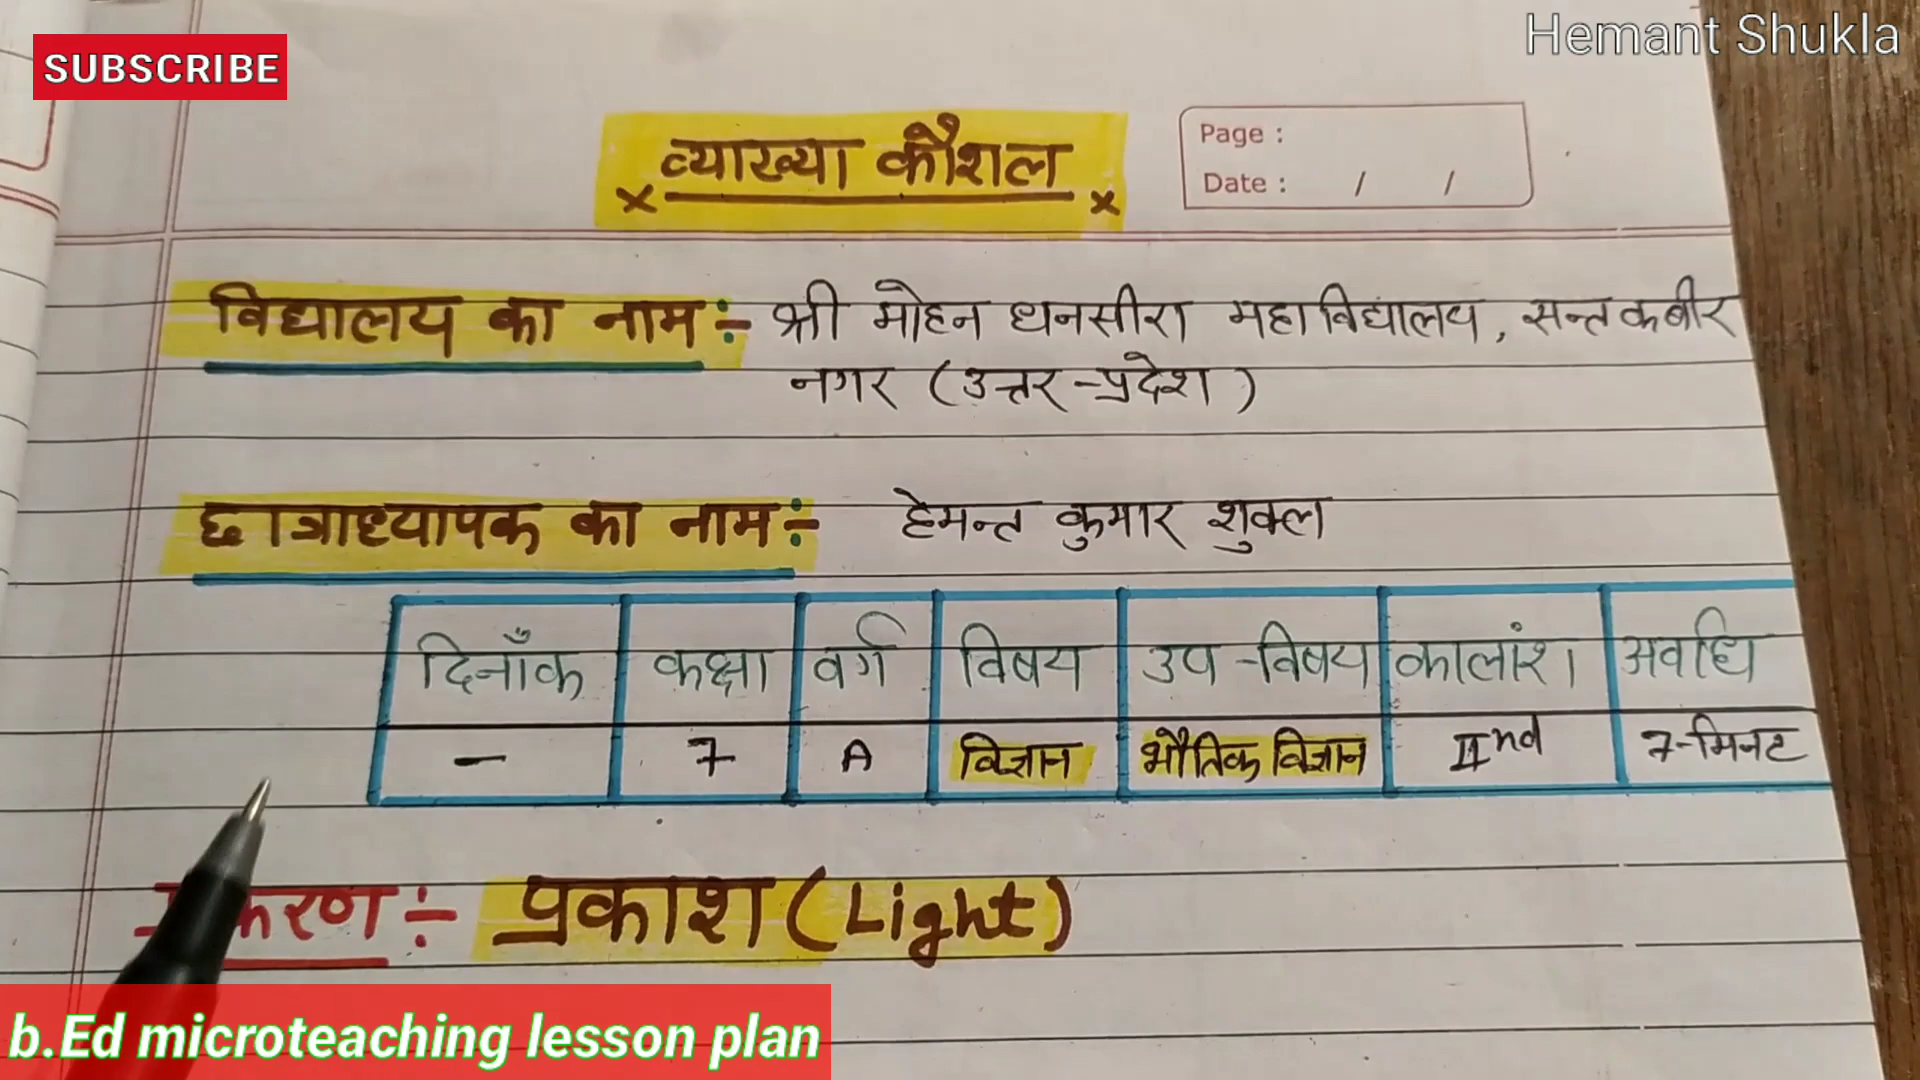 Hemant Shukla
SUBSCRIBE
व्याख्या कौशल
Page :
Date : / /
विद्यालय का नाम :- श्री मोहन धनसीरा महाविद्यालय, सन्तकबीर
नगर (उत्तर-प्रदेश)
छात्राध्यापक का नाम :- हेमन्त कुमार शुक्ल
दिनाँक कक्षा वर्ग विषय उप-विषय कालांश अवधि
- 7 A विज्ञान भौतिक विज्ञान IInd 7-मिनट
प्रकाश (Light)
b.Ed microteaching lesson plan